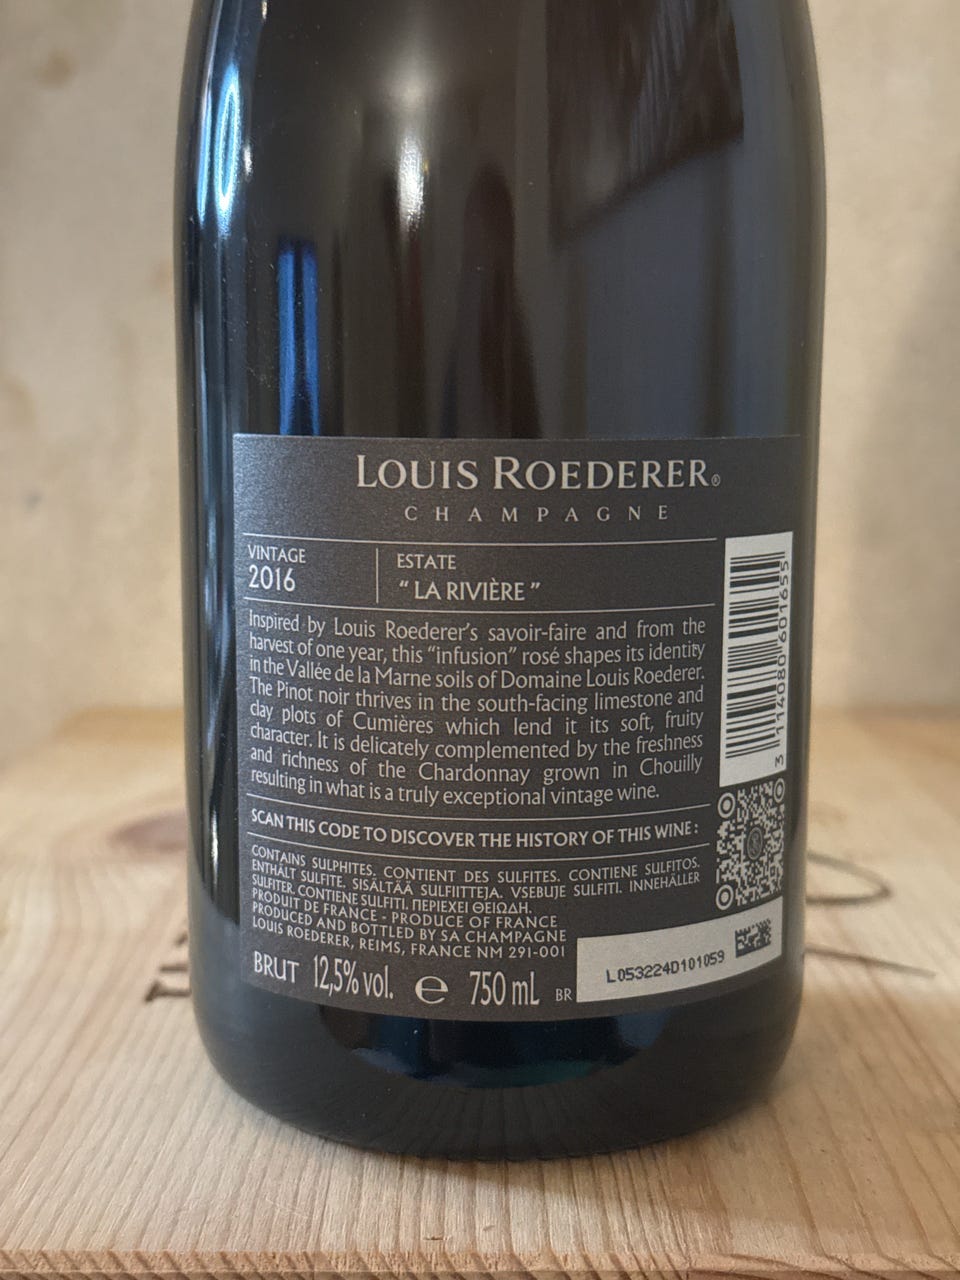 LOUIS ROEDERER®
CHAMPAGNE
VINTAGE
2016
ESTATE
“ LA RIVIÈRE ”
Inspired by Louis Roederer’s savoir-faire and from the
harvest of one year, this “infusion” rosé shapes its identity
in the Vallée de la Marne soils of Domaine Louis Roederer.
The Pinot noir thrives in the south-facing limestone and
clay plots of Cumières which lend it its soft, fruity
character. It is delicately complemented by the freshness
and richness of the Chardonnay grown in Chouilly
resulting in what is a truly exceptional vintage wine.
SCAN THIS CODE TO DISCOVER THE HISTORY OF THIS WINE :
CONTAINS SULPHITES. CONTIENT DES SULFITES. CONTIENE SULFITOS.
ENTHÄLT SULFITE. SISÄLTÄÄ SULFIITTEJA. VSEBUJE SULFITI. INNEHÅLLER
SULFITER. CONTIENE SULFITI. ΠΕΡΙΕΧΕΙ ΘΕΙΩΔΗ.
PRODUIT DE FRANCE - PRODUCE OF FRANCE
PRODUCED AND BOTTLED BY SA CHAMPAGNE
LOUIS ROEDERER, REIMS, FRANCE NM 291-001
BRUT 12,5% vol. ℮ 750 mL BR
L053224D101059
3 114080 601655